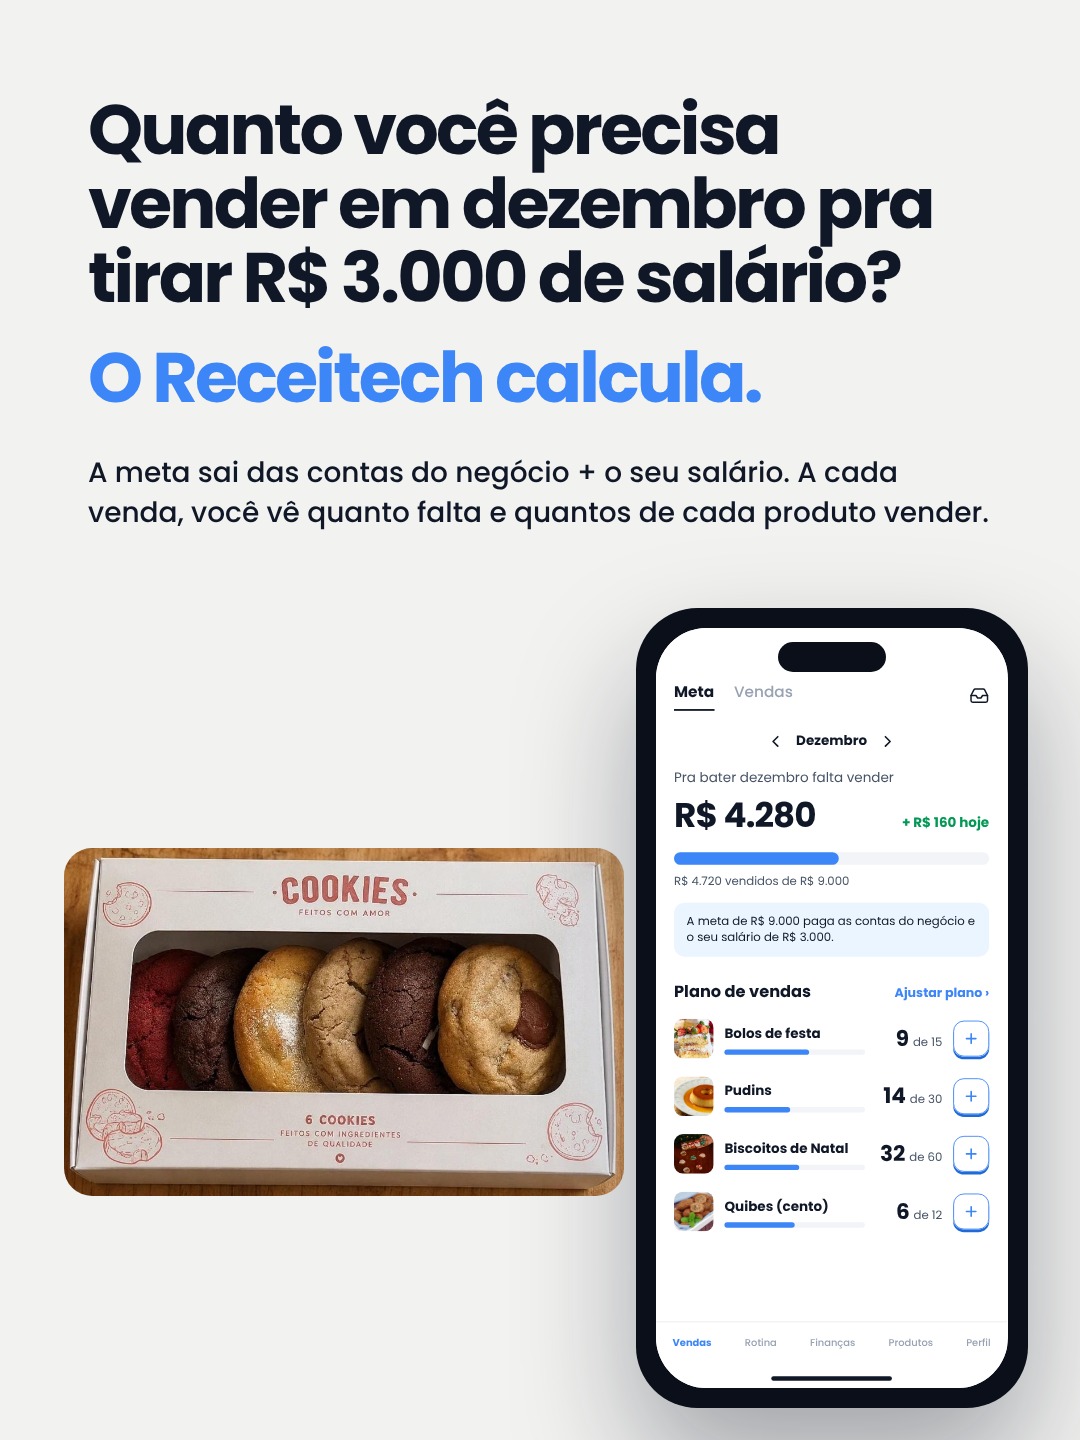 Quanto você precisa
vender em dezembro pra
tirar R$ 3.000 de salário?
O Receitech calcula.
A meta sai das contas do negócio + o seu salário. A cada
venda, você vê quanto falta e quantos de cada produto vender.
COOKIES
FEITOS COM AMOR
6 COOKIES
FEITOS COM INGREDIENTES
DE QUALIDADE
Meta Vendas
Dezembro
Pra bater dezembro falta vender
R$ 4.280 + R$ 160 hoje
R$ 4.720 vendidos de R$ 9.000
A meta de R$ 9.000 paga as contas do negócio e
o seu salário de R$ 3.000.
Plano de vendas Ajustar plano ›
Bolos de festa 9 de 15 +
Pudins 14 de 30 +
Biscoitos de Natal 32 de 60 +
Quibes (cento) 6 de 12 +
Vendas Rotina Finanças Produtos Perfil